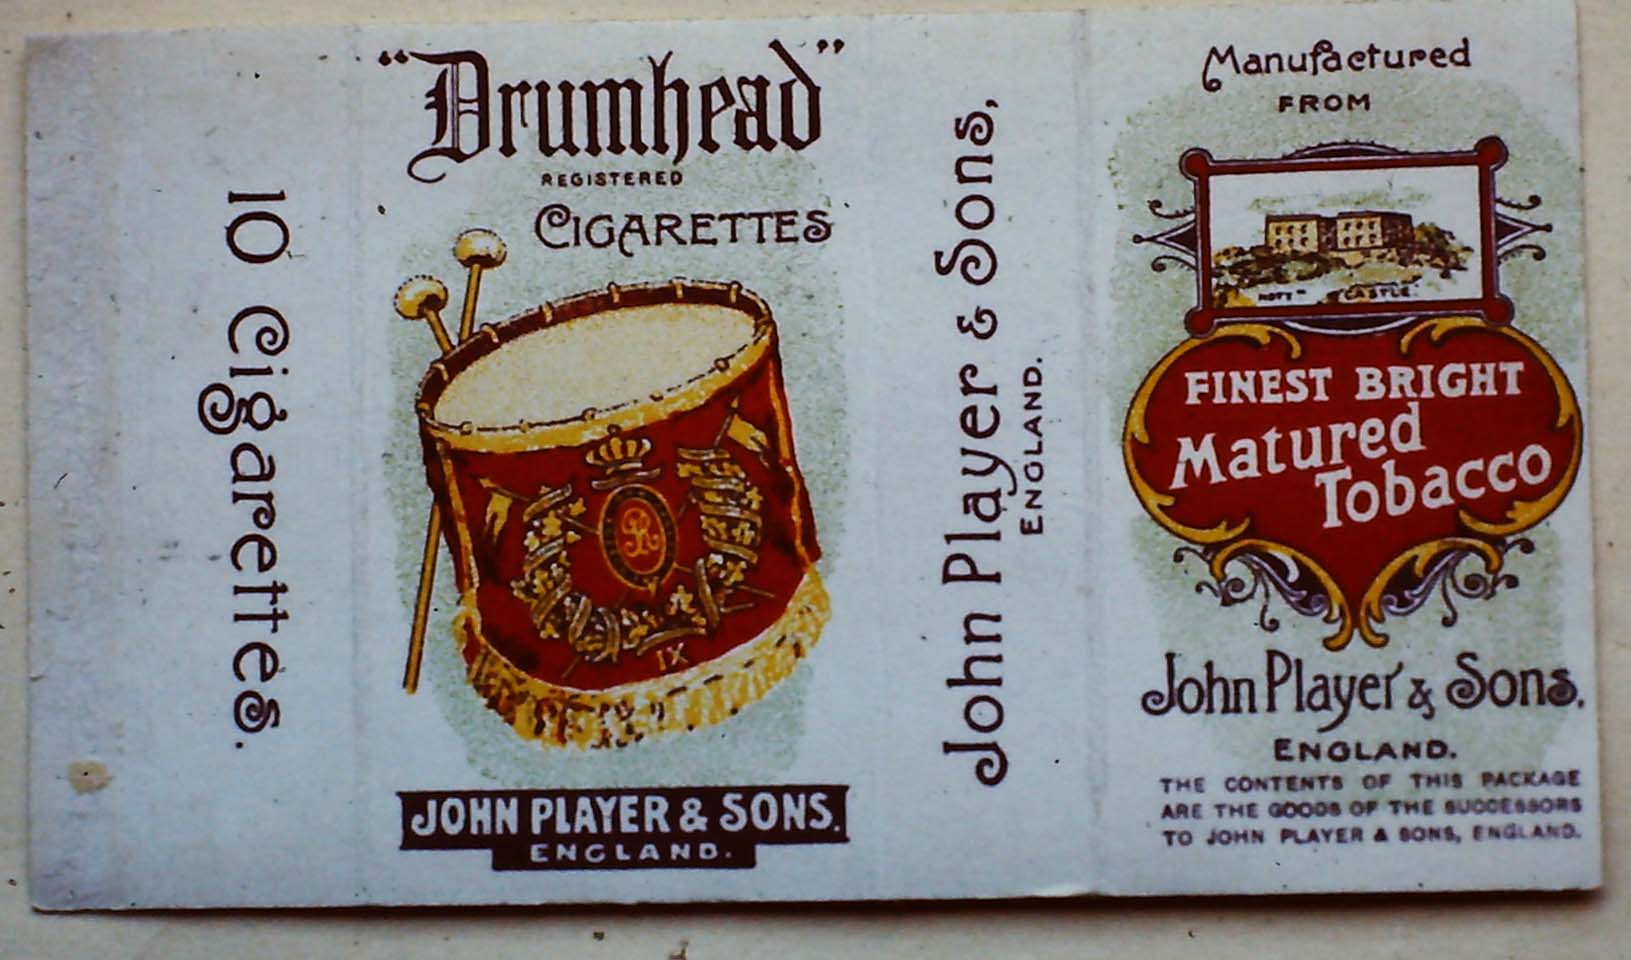 10 Cigarettes.
"Drumhead"
REGISTERED
CIGARETTES
R
IX
JOHN PLAYER & SONS.
ENGLAND.
John Player & Sons,
ENGLAND.
Manufactured
FROM
NOTTM CASTLE.
FINEST BRIGHT
Matured
Tobacco
John Player & Sons.
ENGLAND.
THE CONTENTS OF THIS PACKAGE
ARE THE GOODS OF THE SUCCESSORS
TO JOHN PLAYER & SONS, ENGLAND.